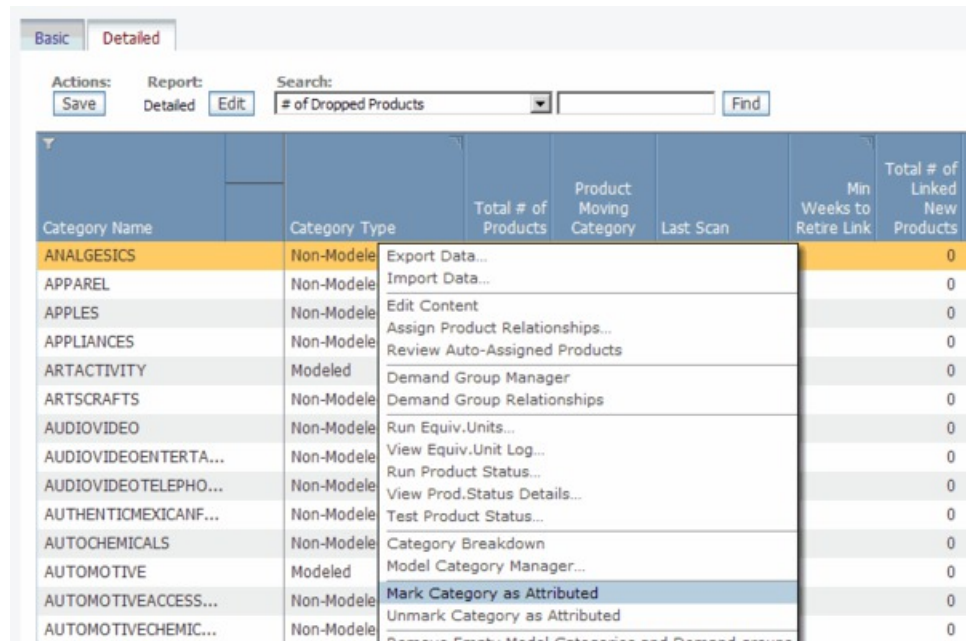 Basic Detailed
Actions: Report: Search:
Save Detailed Edit # of Dropped Products Find
Category Name
Category Type
Total # of
Products
Product
Moving
Category
Last Scan
Min
Weeks to
Retire Link
Total # of
Linked
New
Products
ANALGESICS Non-Modele 0
APPAREL Non-Modele 0
APPLES Non-Modele 0
APPLIANCES Non-Modele 0
ARTACTIVITY Modeled 0
ARTSCRAFTS Non-Modele 0
AUDIOVIDEO Non-Modele 0
AUDIOVIDEOENTERTA... Non-Modele 0
AUDIOVIDEOTELEPHO... Non-Modele 0
AUTHENTICMEXICANF... Non-Modele 0
AUTOCHEMICALS Non-Modele 0
AUTOMOTIVE Modeled 0
AUTOMOTIVEACCESS... Non-Modele 0
AUTOMOTIVECHEMIC... Non-Modele 0
Export Data...
Import Data...
Edit Content
Assign Product Relationships...
Review Auto-Assigned Products
Demand Group Manager
Demand Group Relationships
Run Equiv.Units...
View Equiv.Unit Log...
Run Product Status...
View Prod.Status Details...
Test Product Status...
Category Breakdown
Model Category Manager...
Mark Category as Attributed
Unmark Category as Attributed
Remove Empty Model Categories and Demand groups